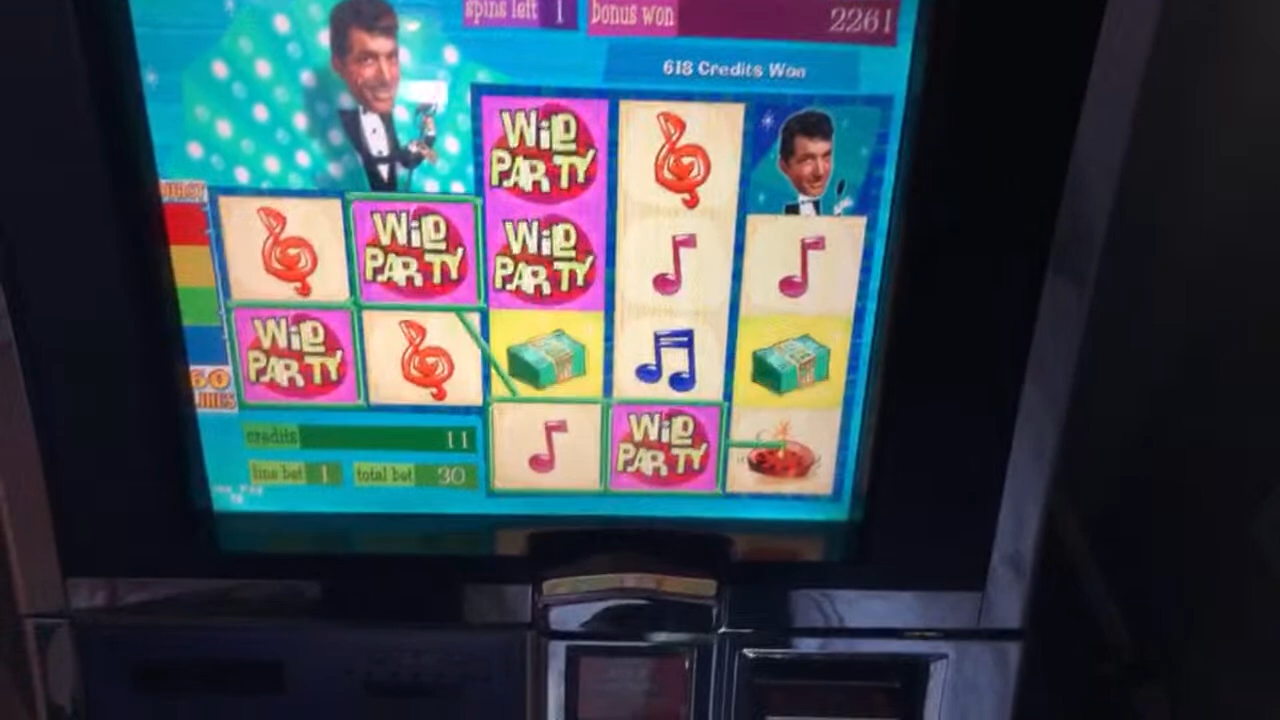 spins left 1
bonus won 2261
618 Credits Won
WiLD PARTY
WiLD PARTY
WiLD PARTY
WiLD PARTY
60
LINES
WiLD PARTY
credits 11
line bet 1
total bet 30